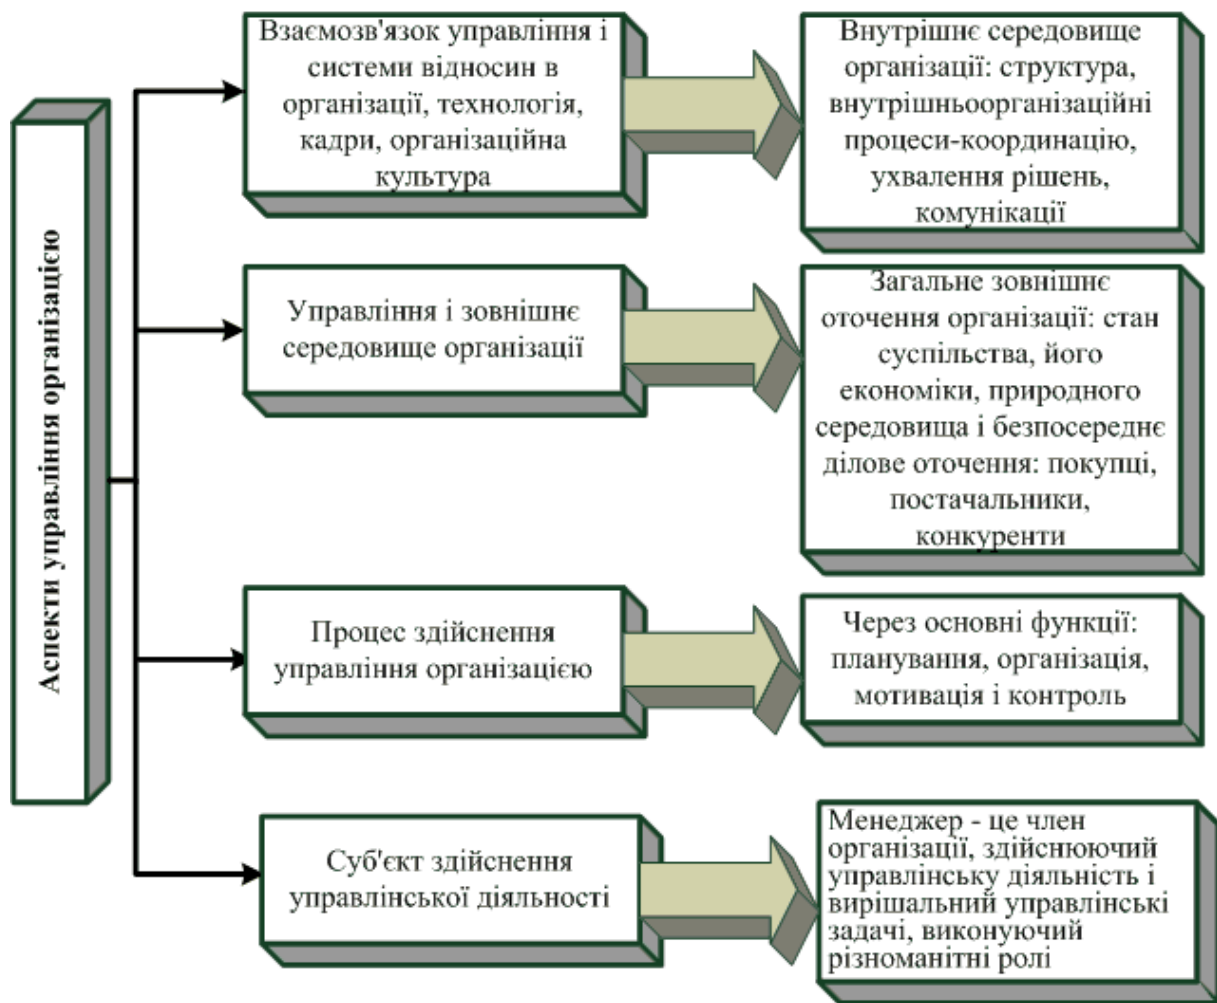 Аспекти управління організацією
Взаємозв'язок управління і
системи відносин в
організації, технологія,
кадри, організаційна
культура
Внутрішнє середовище
організації: структура,
внутрішньоорганізаційні
процеси-координацію,
ухвалення рішень,
комунікації
Управління і зовнішнє
середовище організації
Загальне зовнішнє
оточення організації: стан
суспільства, його
економіки, природного
середовища і безпосереднє
ділове оточення: покупці,
постачальники,
конкуренти
Процес здійснення
управління організацією
Через основні функції:
планування, організація,
мотивація і контроль
Суб'єкт здійснення
управлінської діяльності
Менеджер - це член
організації, здійснюючий
управлінську діяльність і
вирішальний управлінські
задачі, виконуючий
різноманітні ролі